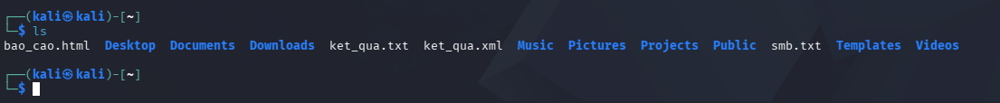 ┌──(kali㉿kali)-[~]
└─$ ls
bao_cao.html  Desktop  Documents  Downloads  ket_qua.txt  ket_qua.xml  Music  Pictures  Projects  Public  smb.txt  Templates  Videos
┌──(kali㉿kali)-[~]
└─$